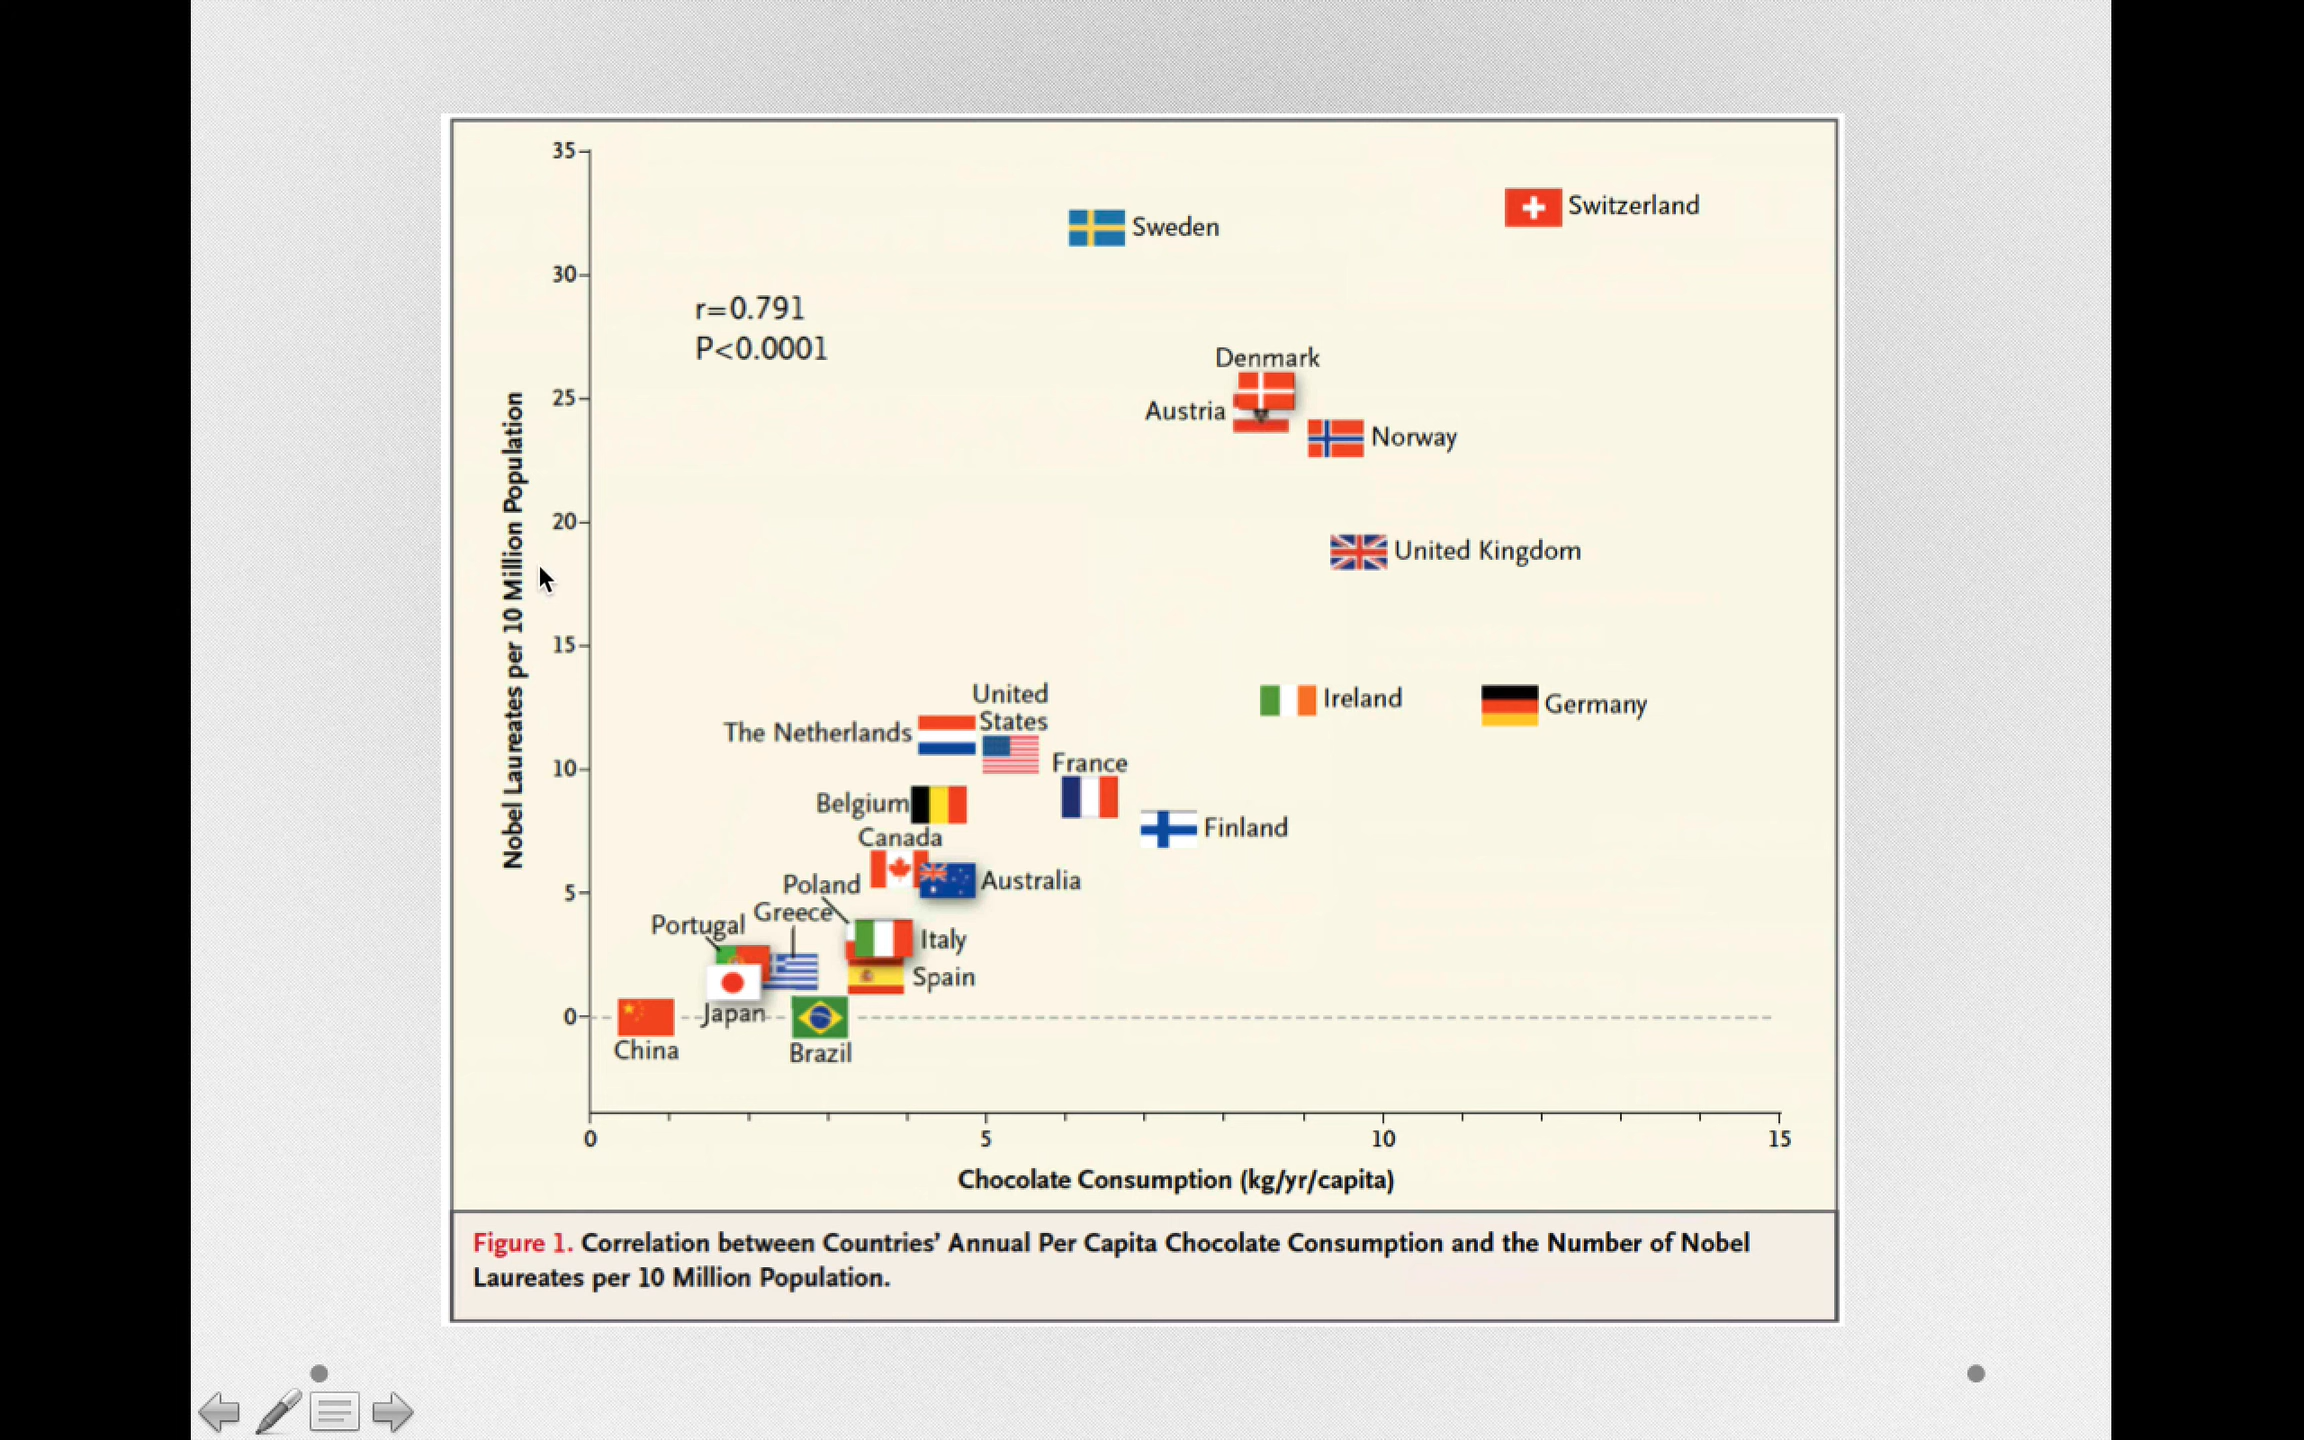 35
Switzerland
Sweden
30
r=0.791
P<0.0001
Denmark
25
Austria
Norway
Nobel Laureates per 10 Million Population
20
United Kingdom
15
United
States
Ireland
Germany
The Netherlands
France
10
Belgium
Finland
Canada
Poland
Australia
5
Greece
Portugal
Italy
Spain
0
Japan
China
Brazil
0
5
10
15
Chocolate Consumption (kg/yr/capita)
Figure 1. Correlation between Countries’ Annual Per Capita Chocolate Consumption and the Number of Nobel
Laureates per 10 Million Population.